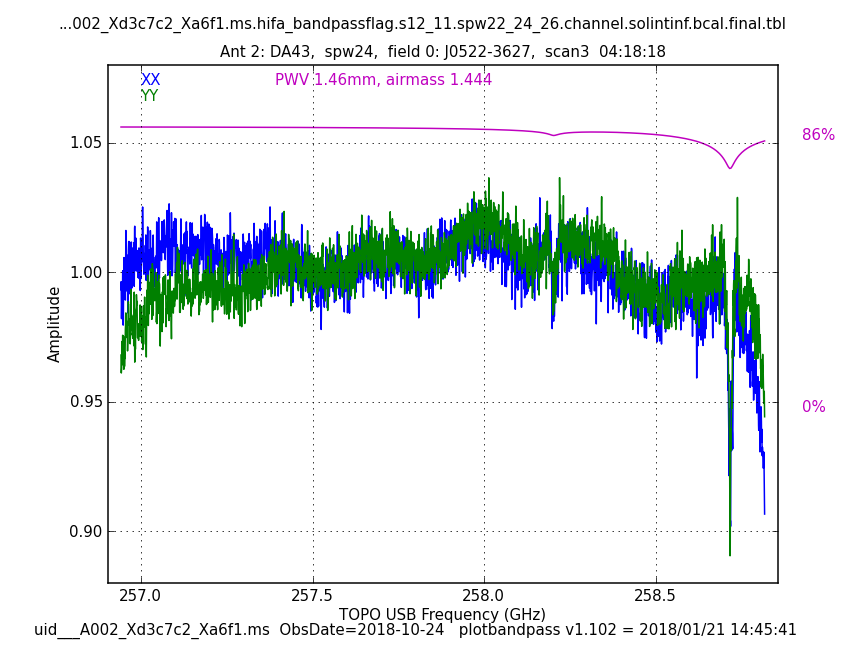 ...002_Xd3c7c2_Xa6f1.ms.hifa_bandpassflag.s12_11.spw22_24_26.channel.solintinf.bcal.final.tbl
Ant 2: DA43,  spw24,  field 0: J0522-3627,  scan3  04:18:18
XX
PWV 1.46mm, airmass 1.444
YY
86%
1.05
1.00
0.95
0%
0.90
Amplitude
257.0 257.5 258.0 258.5
TOPO USB Frequency (GHz)
uid___A002_Xd3c7c2_Xa6f1.ms  ObsDate=2018-10-24   plotbandpass v1.102 = 2018/01/21 14:45:41